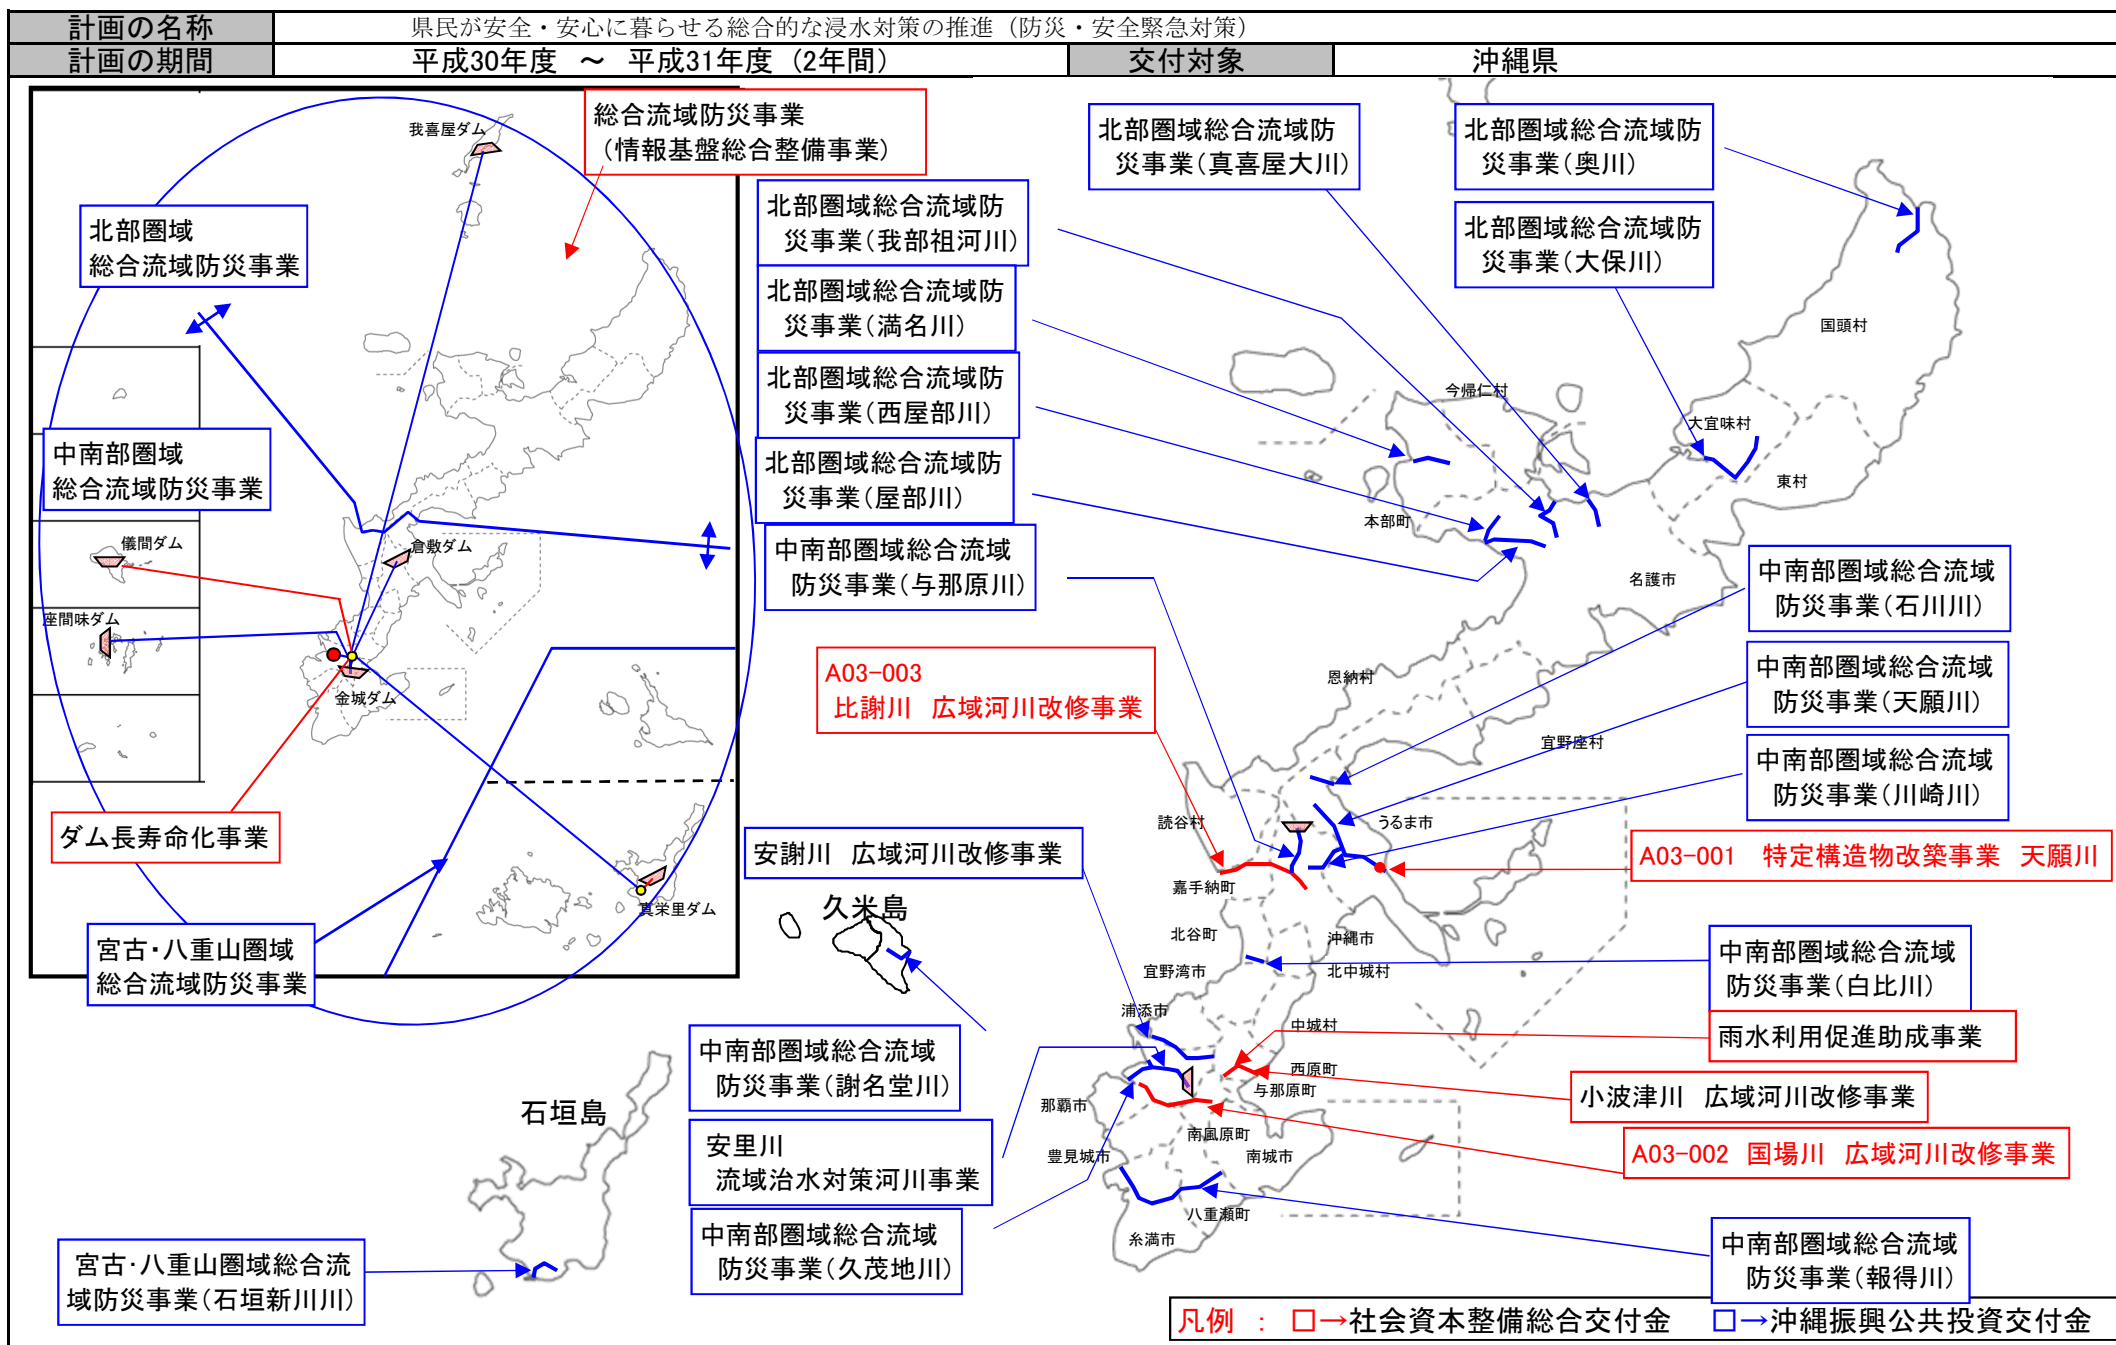 計画の名称
県民が安全・安心に暮らせる総合的な浸水対策の推進（防災・安全緊急対策）
計画の期間
平成30年度　～　平成31年度（2年間）
交付対象
沖縄県
我喜屋ダム
総合流域防災事業
（情報基盤総合整備事業）
北部圏域
総合流域防災事業
中南部圏域
総合流域防災事業
倉敷ダム
儀間ダム
座間味ダム
金城ダム
ダム長寿命化事業
真栄里ダム
宮古・八重山圏域
総合流域防災事業
北部圏域総合流域防
災事業（真喜屋大川）
北部圏域総合流域防
災事業（奥川）
北部圏域総合流域防
災事業（我部祖河川）
北部圏域総合流域防
災事業（大保川）
北部圏域総合流域防
災事業（満名川）
北部圏域総合流域防
災事業（西屋部川）
北部圏域総合流域防
災事業（屋部川）
中南部圏域総合流域
防災事業（与那原川）
国頭村
今帰仁村
大宜味村
東村
本部町
名護市
中南部圏域総合流域
防災事業（石川川）
中南部圏域総合流域
防災事業（天願川）
中南部圏域総合流域
防災事業（川崎川）
A03-003
比謝川　広域河川改修事業
恩納村
宜野座村
読谷村
うるま市
嘉手納町
A03-001　特定構造物改築事業　天願川
安謝川　広域河川改修事業
久米島
北谷町
沖縄市
宜野湾市
北中城村
中南部圏域総合流域
防災事業（白比川）
浦添市
中城村
雨水利用促進助成事業
中南部圏域総合流域
防災事業（謝名堂川）
西原町
与那原町
小波津川　広域河川改修事業
石垣島
那覇市
南風原町
安里川
流域治水対策河川事業
豊見城市
南城市
A03-002　国場川　広域河川改修事業
八重瀬町
糸満市
中南部圏域総合流域
防災事業（久茂地川）
中南部圏域総合流域
防災事業（報得川）
宮古・八重山圏域総合流
域防災事業（石垣新川川）
凡例　：　□→社会資本整備総合交付金　□→沖縄振興公共投資交付金